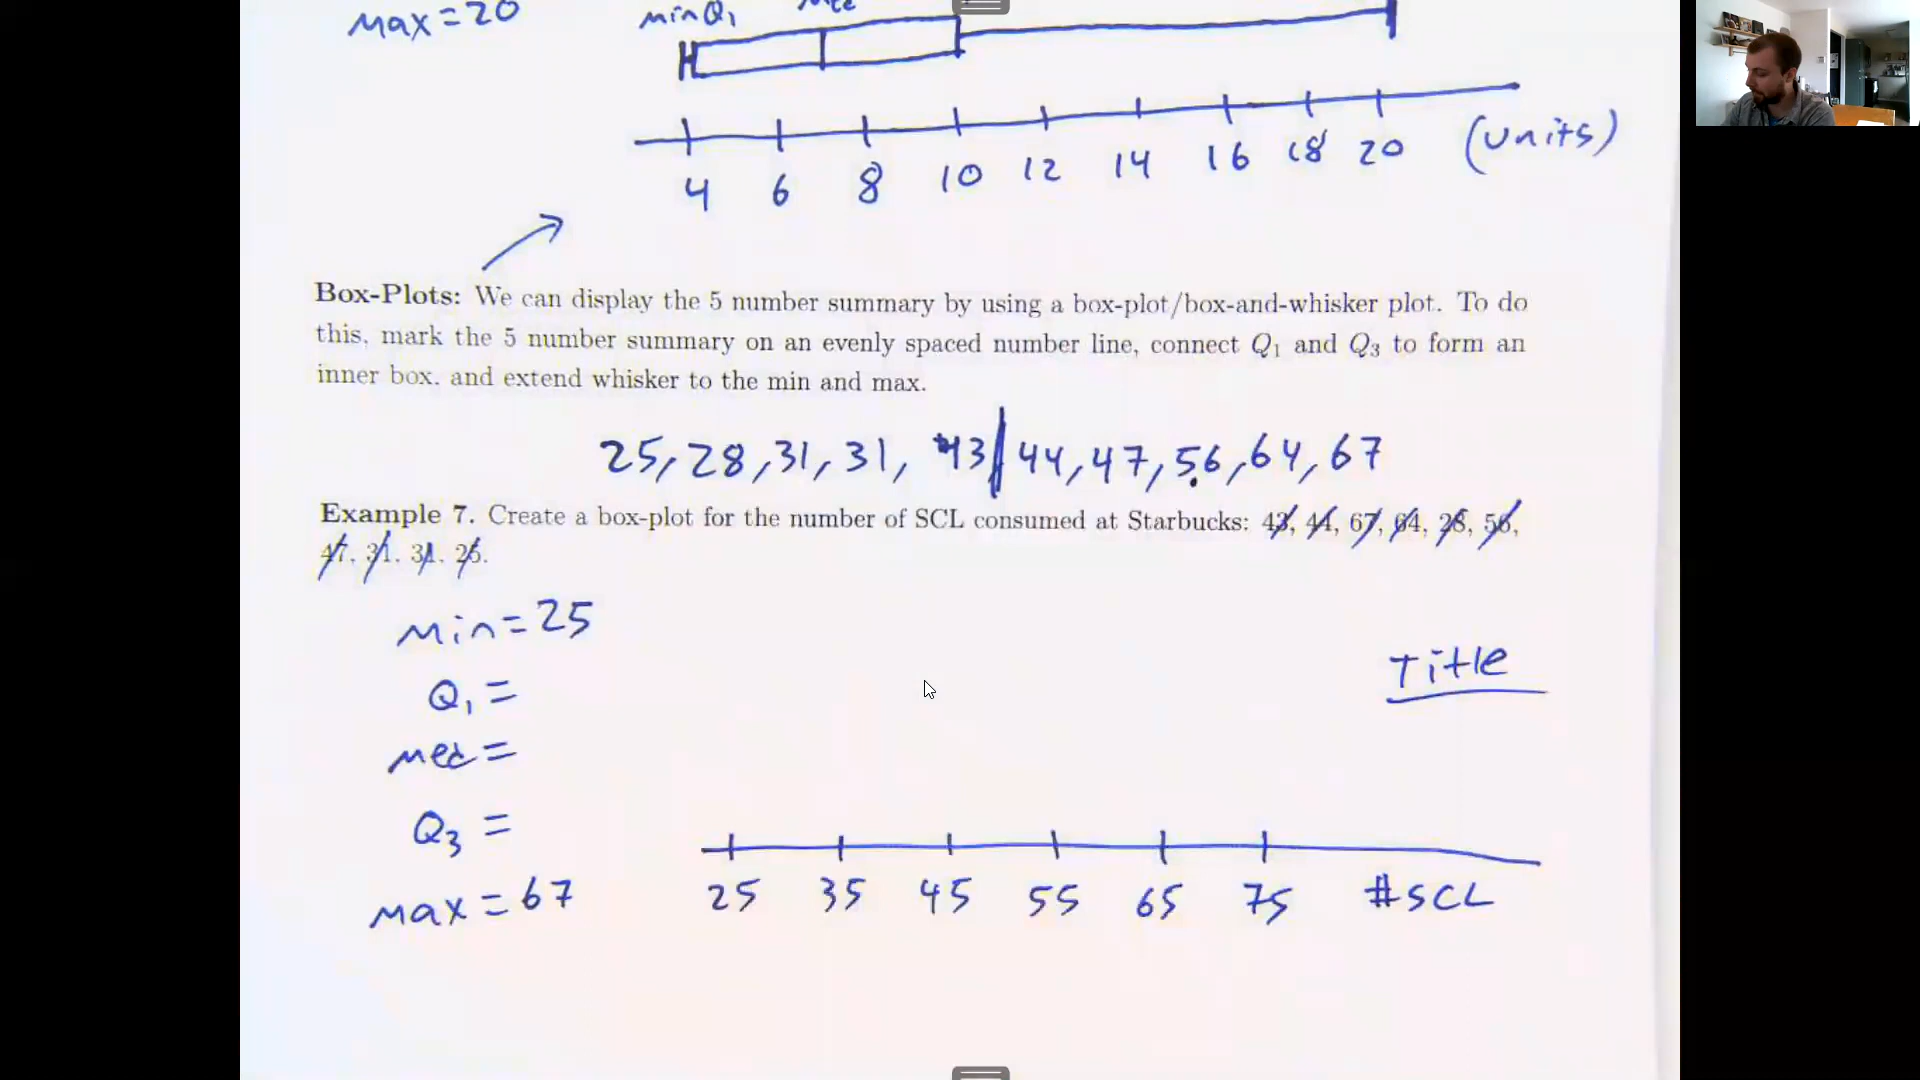 max = 20
min Q1
4 6 8 10 12 14 16 18 20 (units)
Box-Plots: We can display the 5 number summary by using a box-plot/box-and-whisker plot. To do
this, mark the 5 number summary on an evenly spaced number line, connect Q1 and Q3 to form an
inner box, and extend whisker to the min and max.
25, 28, 31, 31, 43 | 44, 47, 56, 64, 67
Example 7. Create a box-plot for the number of SCL consumed at Starbucks: 43, 44, 67, 64, 28, 56,
47, 31, 31, 25.
min = 25
Title
Q1 =
med =
Q3 =
max = 67
25 35 45 55 65 75 #SCL